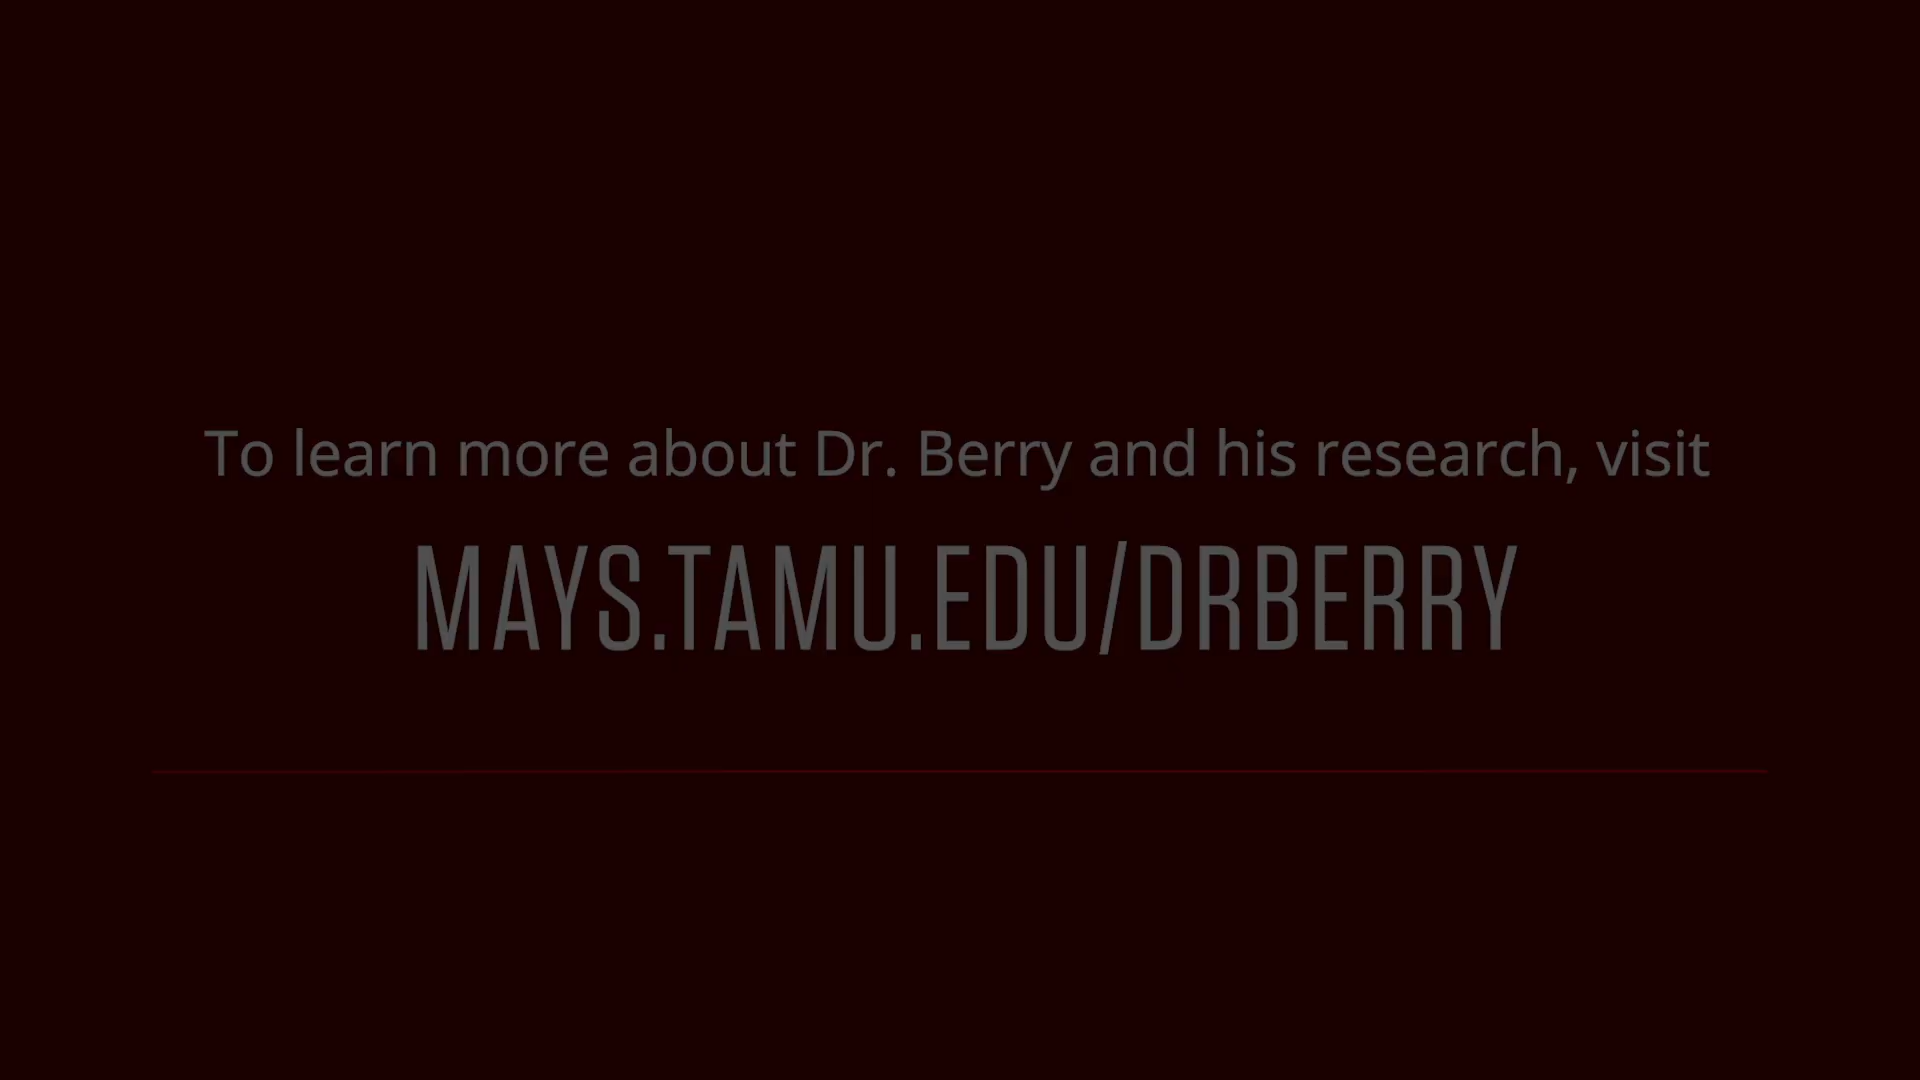 To learn more about Dr. Berry and his research, visit
MAYS.TAMU.EDU/DRBERRY